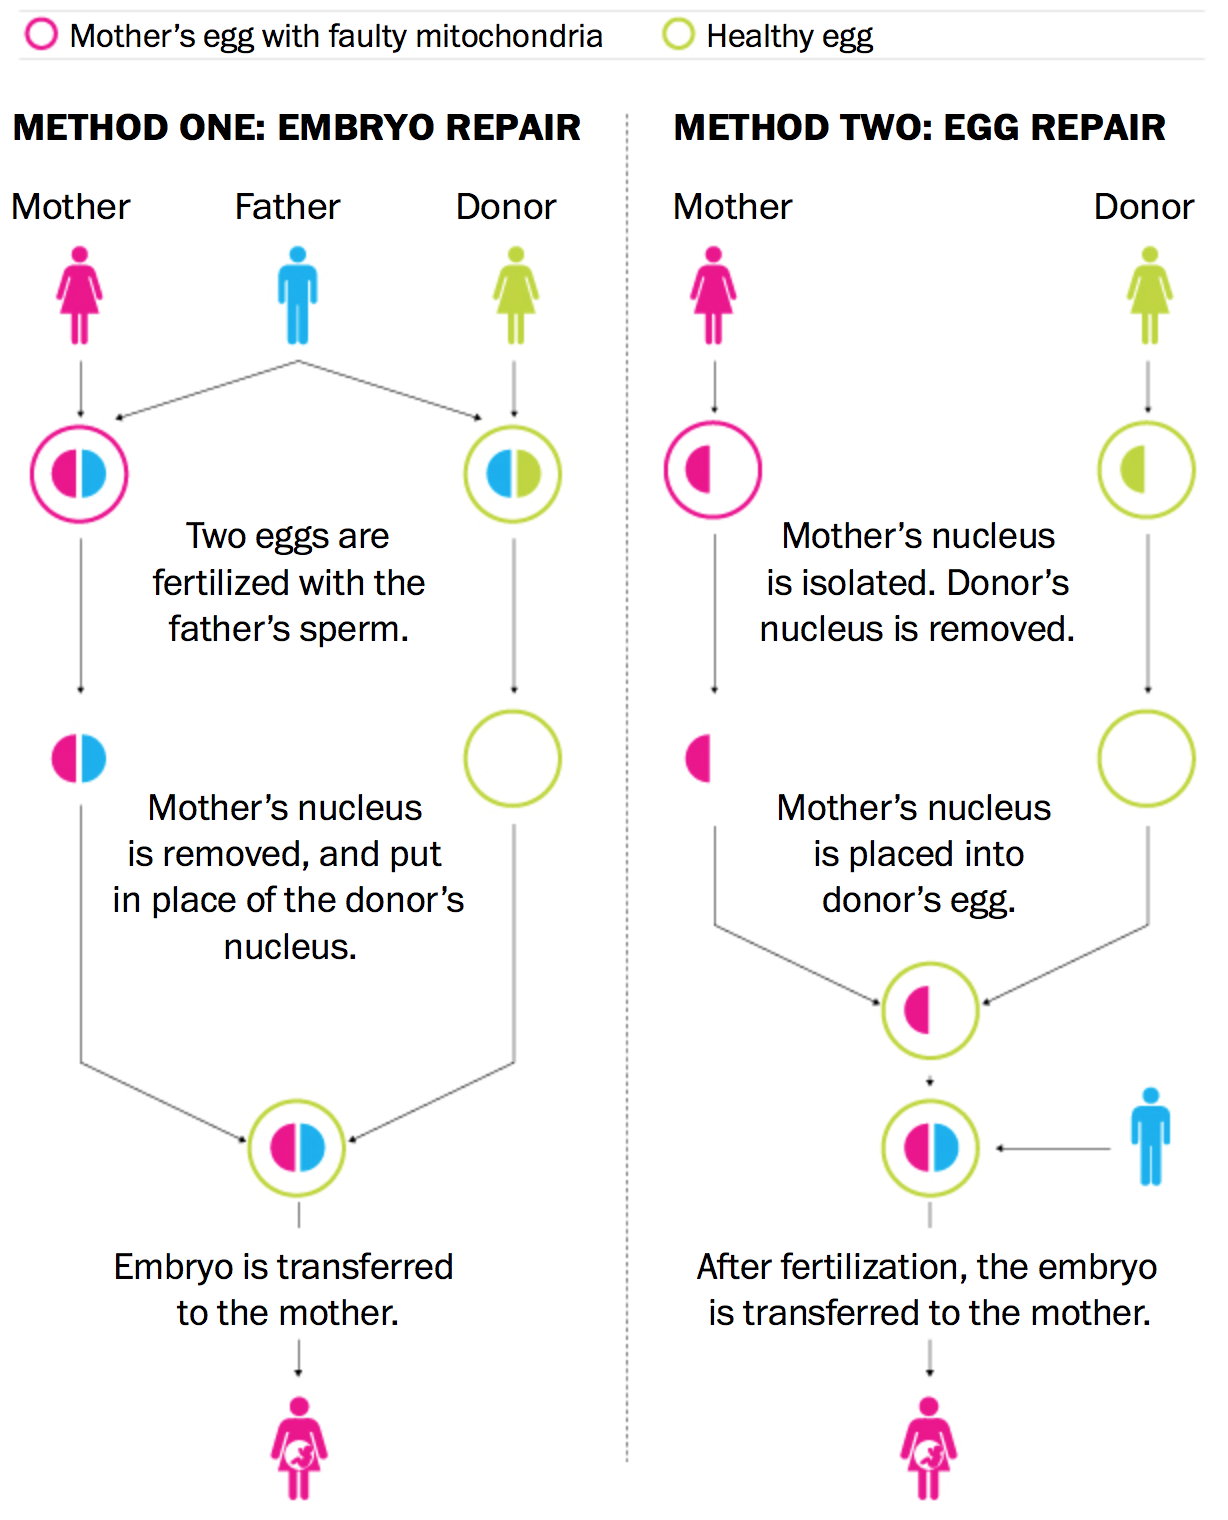 Mother’s egg with faulty mitochondria
Healthy egg
METHOD ONE: EMBRYO REPAIR
Mother
Father
Donor
Two eggs are
fertilized with the
father’s sperm.
Mother’s nucleus
is removed, and put
in place of the donor’s
nucleus.
Embryo is transferred
to the mother.
METHOD TWO: EGG REPAIR
Mother
Donor
Mother’s nucleus
is isolated. Donor’s
nucleus is removed.
Mother’s nucleus
is placed into
donor’s egg.
After fertilization, the embryo
is transferred to the mother.